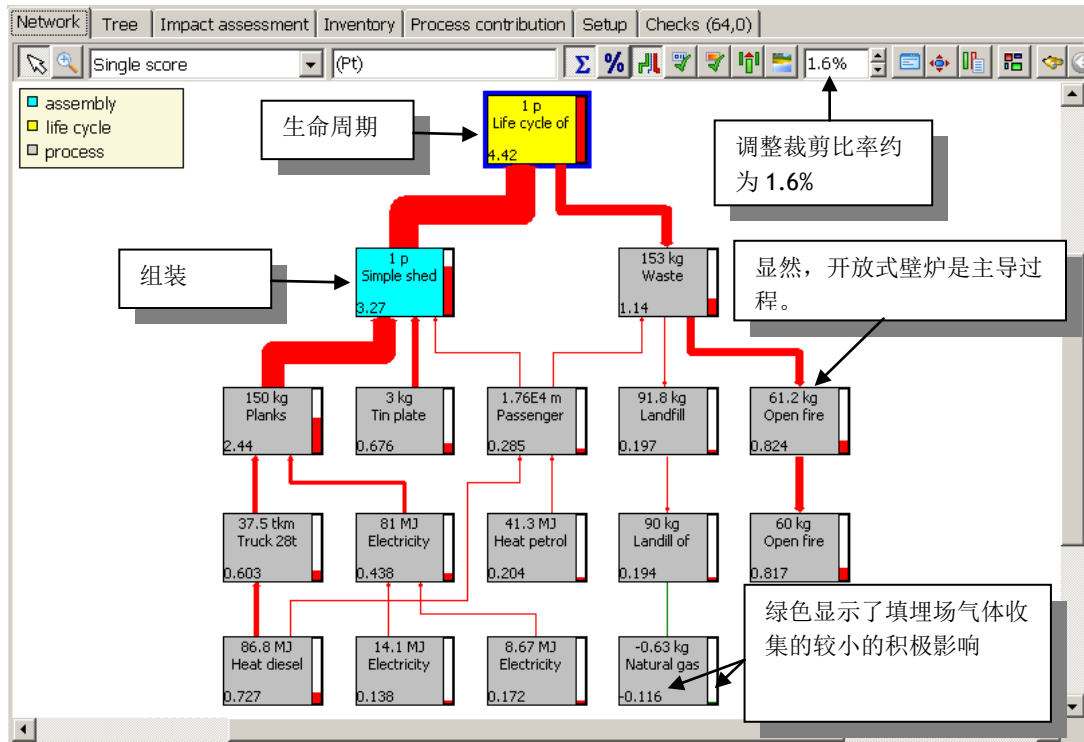 Network Tree Impact assessment Inventory Process contribution Setup Checks (64,0)
Single score (Pt) Σ % 1.6%
assembly
life cycle
process
生命周期
1 p
Life cycle of
4.42
调整裁剪比率约
为 1.6%
组装
1 p
Simple shed
3.27
153 kg
Waste
1.14
显然，开放式壁炉是主导过
程。
150 kg
Planks
2.44
3 kg
Tin plate
0.676
1.76E4 m
Passenger
0.285
91.8 kg
Landfill
0.197
61.2 kg
Open fire
0.824
37.5 tkm
Truck 28t
0.603
81 MJ
Electricity
0.438
41.3 MJ
Heat petrol
0.204
90 kg
Landill of
0.194
60 kg
Open fire
0.817
绿色显示了填埋场气体收
集的较小的积极影响
86.8 MJ
Heat diesel
0.727
14.1 MJ
Electricity
0.138
8.67 MJ
Electricity
0.172
-0.63 kg
Natural gas
-0.116